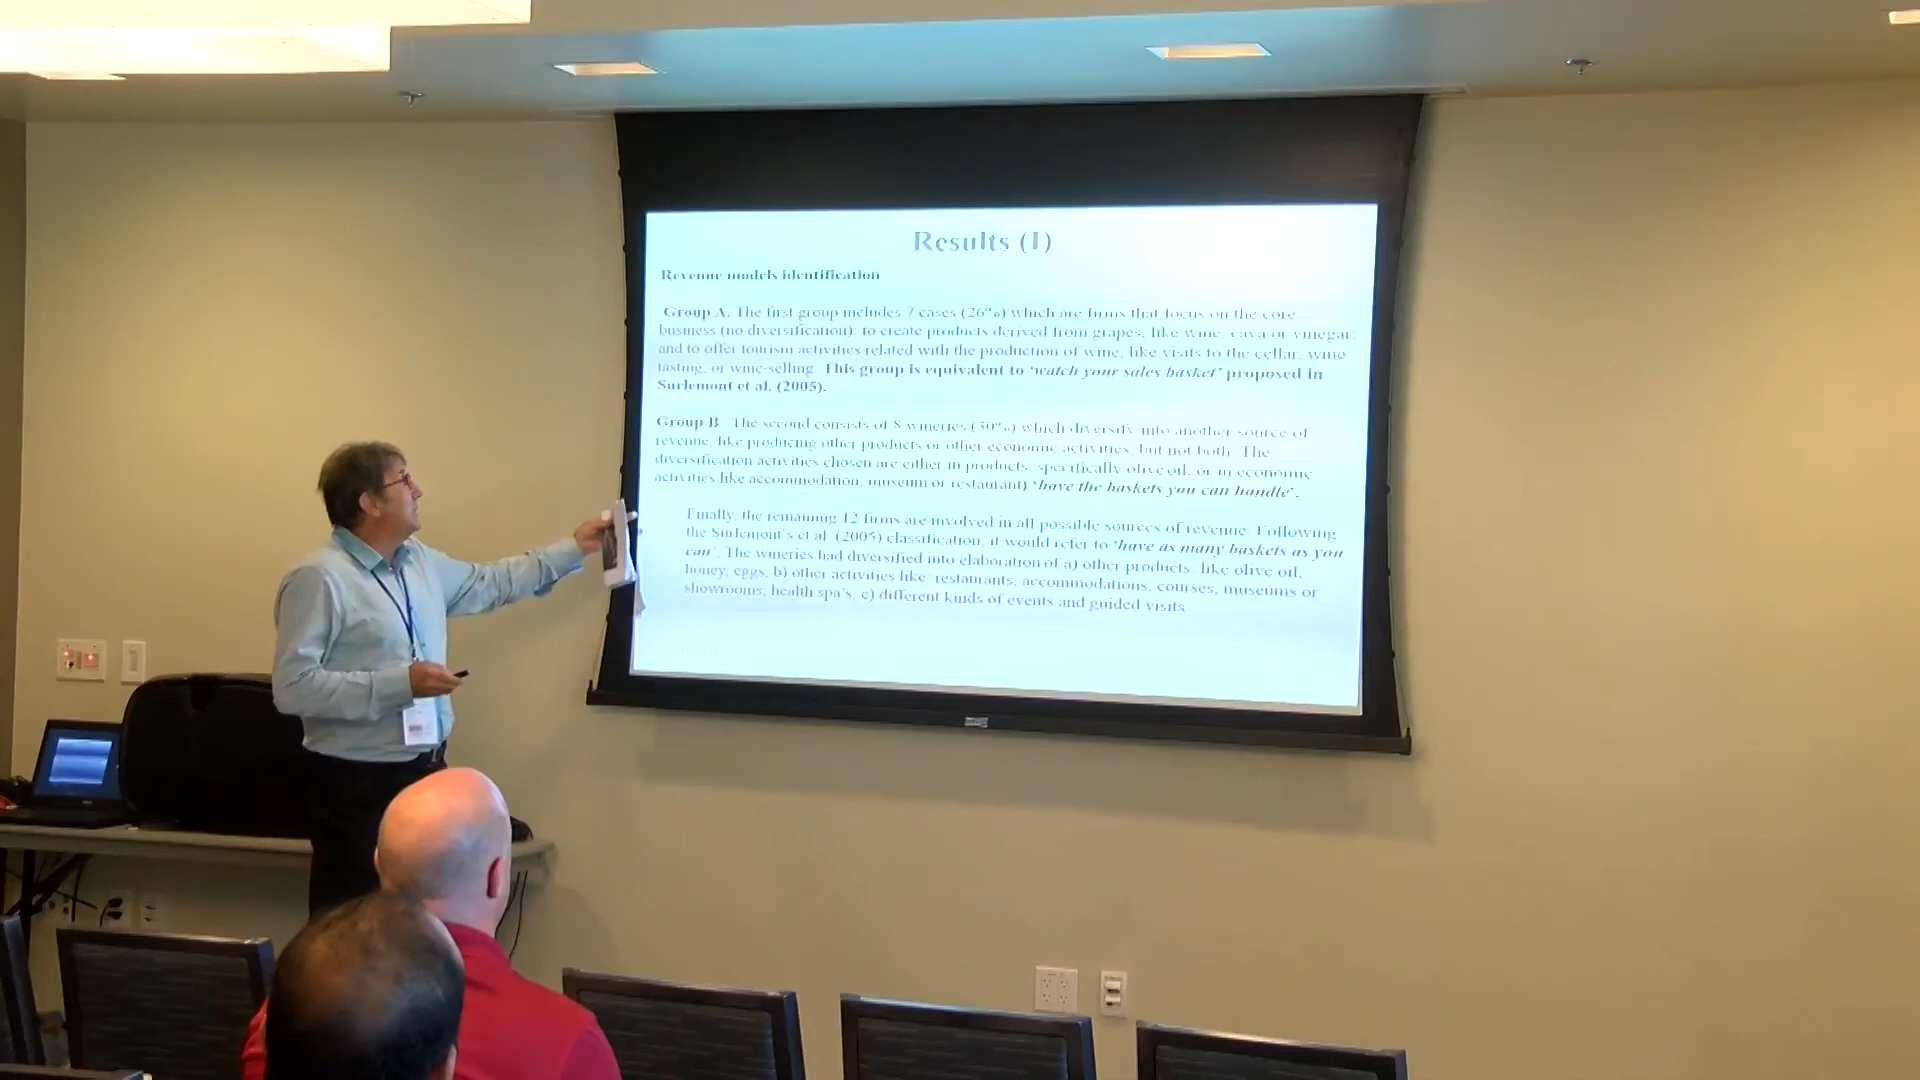 Results (I)
Revenue models identification
Group A. The first group includes 7 cases (26%) which are firms that focus on the core
business (no diversification): to create products derived from grapes, like wine, cava or vinegar;
and to offer tourism activities related with the production of wine, like visits to the cellar, wine
tasting, or wine-selling. This group is equivalent to ‘watch your sales basket’ proposed in
Surlemont et al. (2005).
Group B. The second consists of 8 wineries (30%) which diversify into another source of
revenue, like producing other products or other economic activities, but not both. The
diversification activities chosen are either in products, specifically olive oil, or in economic
activities like accommodation, museum or restaurant) ‘have the baskets you can handle’.
Finally, the remaining 12 firms are involved in all possible sources of revenue. Following
the Surlemont’s et al. (2005) classification, it would refer to ‘have as many baskets as you
can’. The wineries had diversified into elaboration of a) other products: like olive oil,
honey, eggs, b) other activities like: restaurants, accommodations, courses, museums or
showrooms, health spa’s, c) different kinds of events and guided visits.